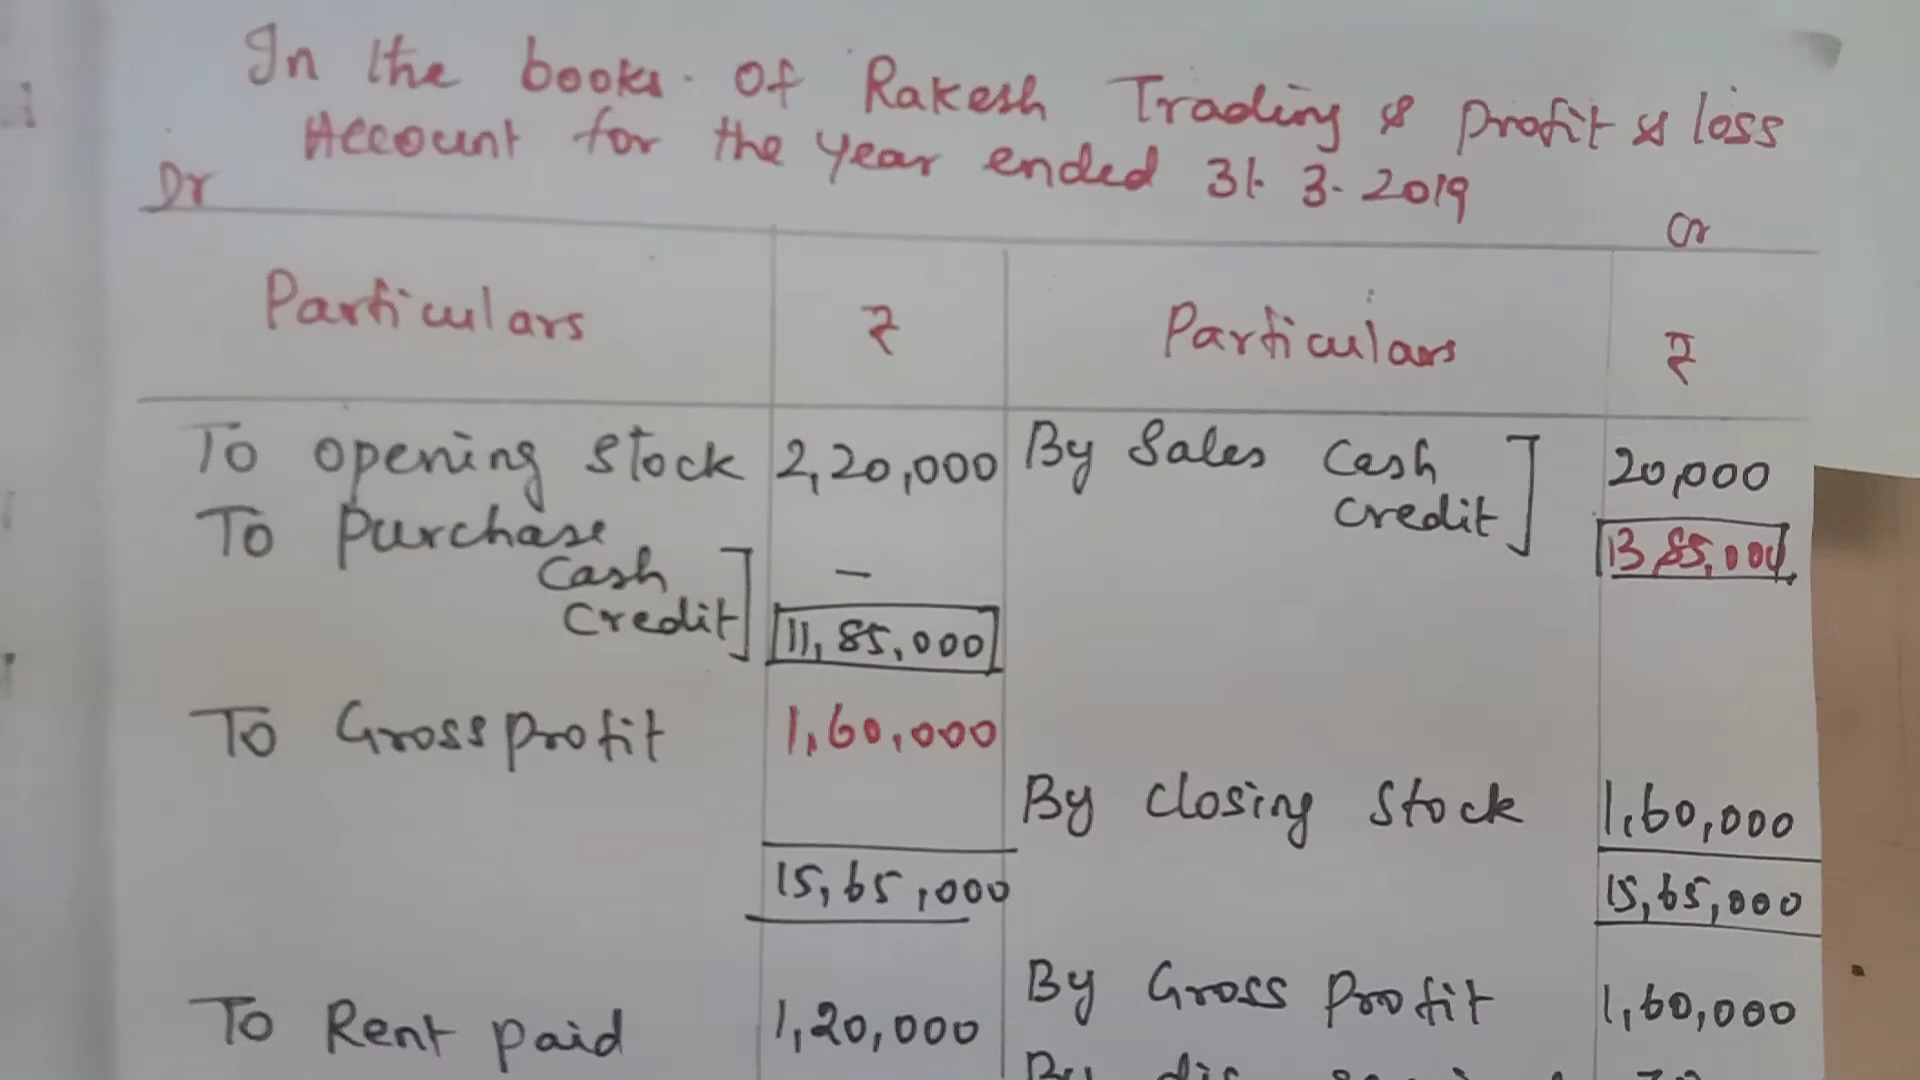 In the books of Rakesh Trading & profit & loss
Account for the year ended 31.3.2019
Dr Cr
Particulars ₹ Particulars ₹
To opening stock 2,20,000 By Sales Cash 20,000
To purchase credit 13,85,000
Cash —
Credit 11,85,000
To Gross profit 1,60,000
By closing stock 1,60,000
15,65,000 15,65,000
By Gross Profit 1,60,000
To Rent paid 1,20,000